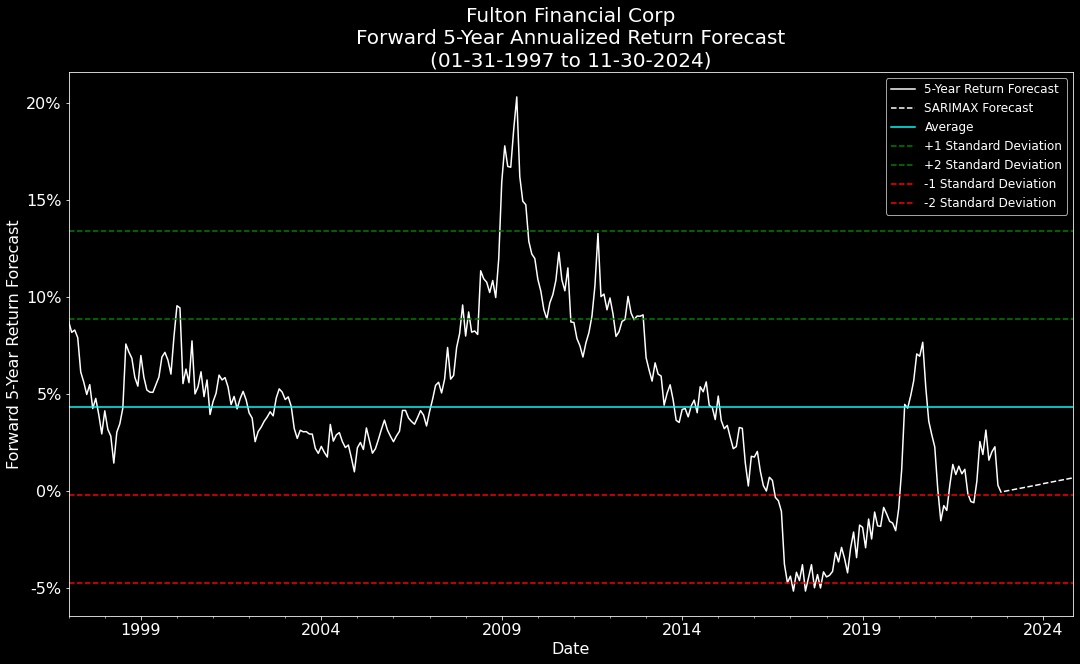 Fulton Financial Corp
Forward 5-Year Annualized Return Forecast
(01-31-1997 to 11-30-2024)
5-Year Return Forecast
SARIMAX Forecast
Average
+1 Standard Deviation
+2 Standard Deviation
-1 Standard Deviation
-2 Standard Deviation
Forward 5-Year Return Forecast
20%
15%
10%
5%
0%
-5%
1999 2004 2009 2014 2019 2024
Date